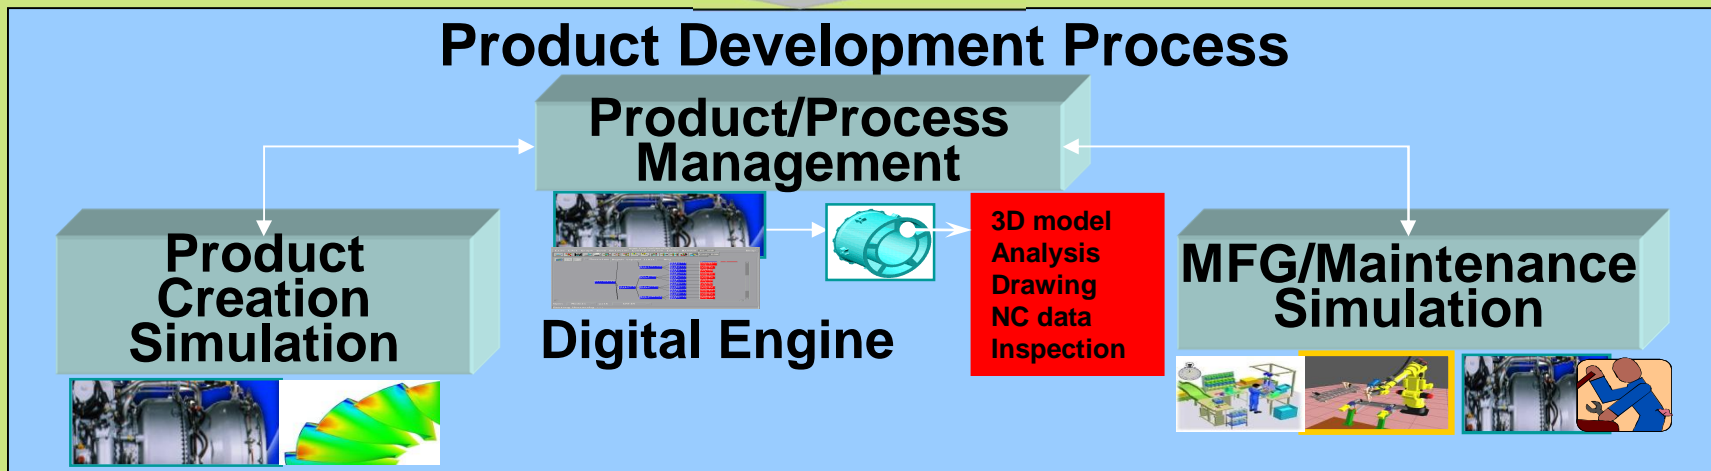 Product Development Process
Product/Process
Management
Product
Creation
Simulation
Digital Engine
3D model
Analysis
Drawing
NC data
Inspection
MFG/Maintenance
Simulation